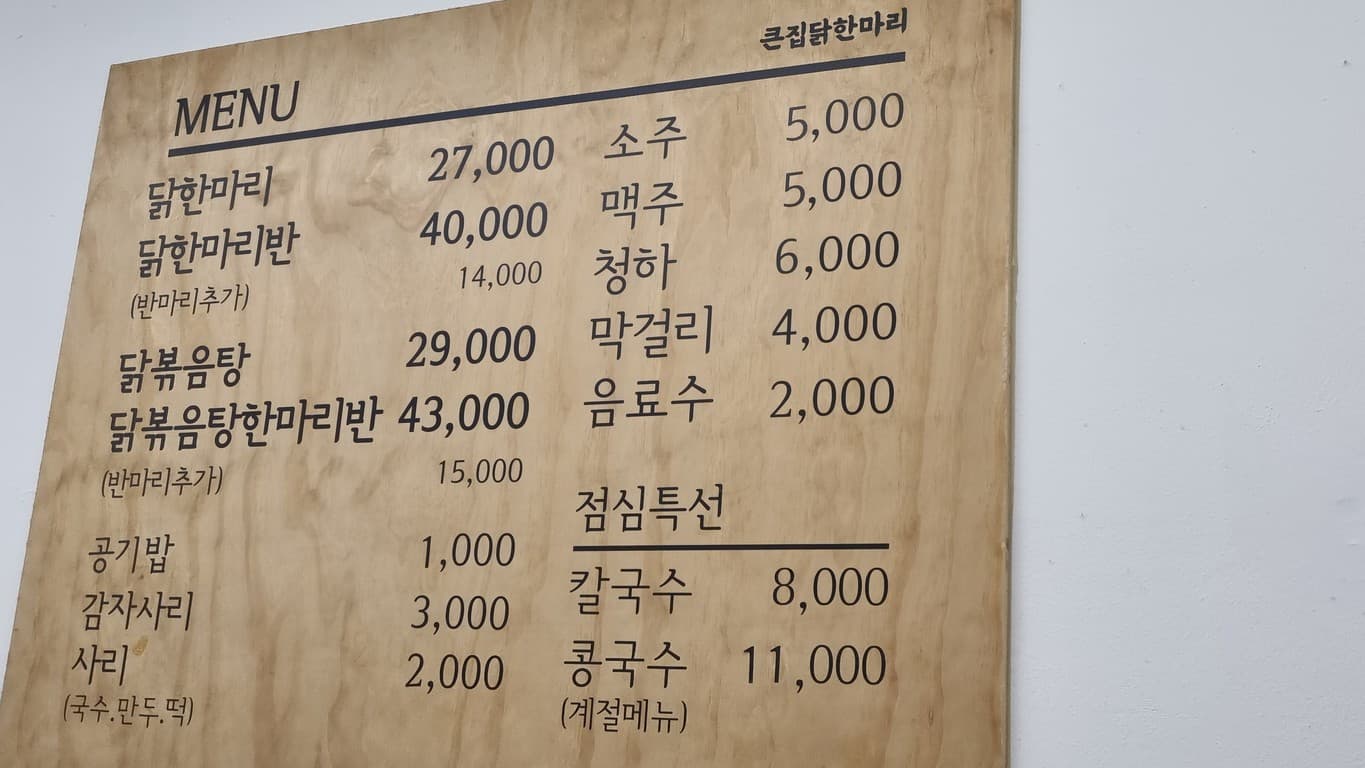 큰집닭한마리
MENU
닭한마리 27,000
닭한마리반 40,000
(반마리추가) 14,000
닭볶음탕 29,000
닭볶음탕한마리반 43,000
(반마리추가) 15,000
공기밥 1,000
감자사리 3,000
사리 2,000
(국수.만두.떡)
소주 5,000
맥주 5,000
청하 6,000
막걸리 4,000
음료수 2,000
점심특선
칼국수 8,000
콩국수 11,000
(계절메뉴)